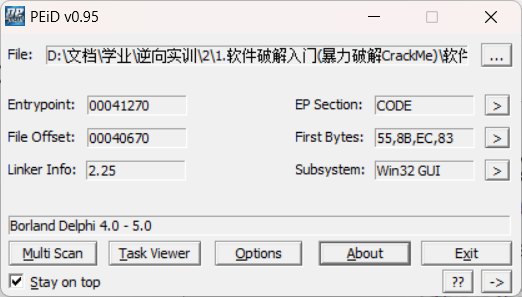 PEiD v0.95
File: D:\文档\学业\逆向实训\2\1.软件破解入门(暴力破解CrackMe)\软件 ...
Entrypoint: 00041270 EP Section: CODE >
File Offset: 00040670 First Bytes: 55,8B,EC,83 >
Linker Info: 2.25 Subsystem: Win32 GUI >
Borland Delphi 4.0 - 5.0
Multi Scan Task Viewer Options About Exit
Stay on top ?? ->